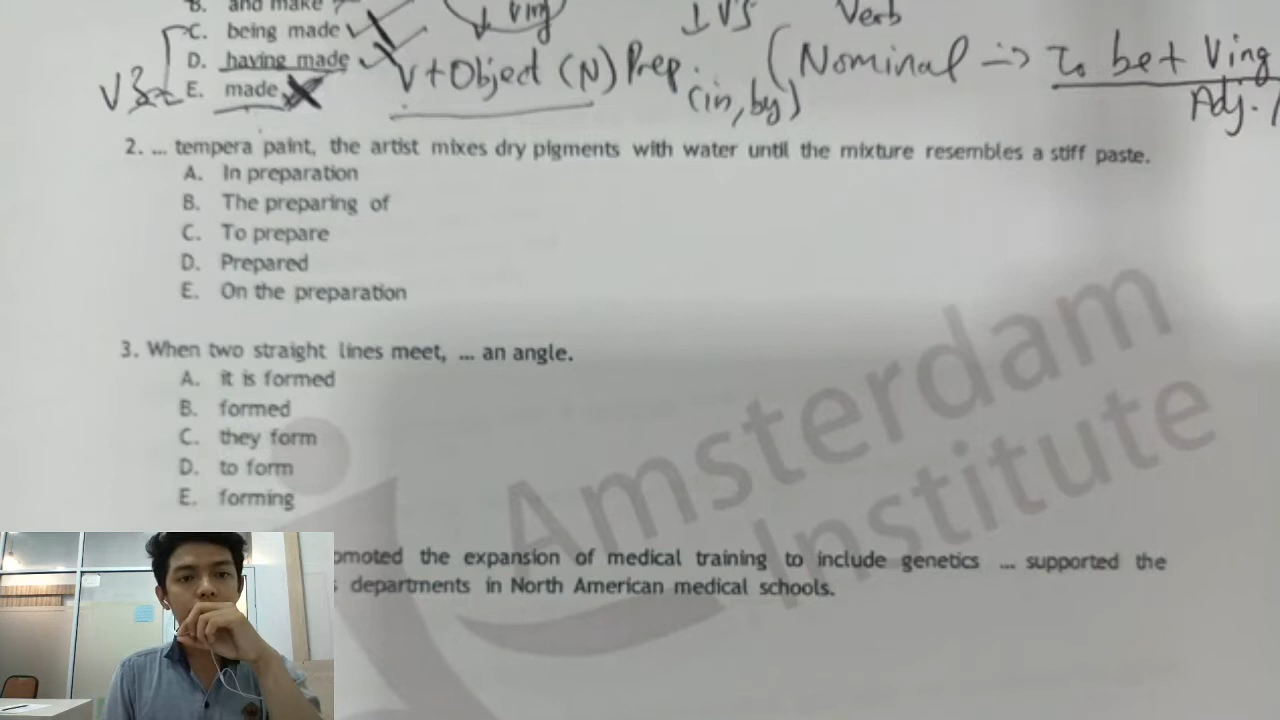 B. and make
Ving
IVS
Verb
C. being made
D. having made
V+Object (N) Prep.
(Nominal => To be + Ving
V3
E. made
(in, by)
Adj.
2. ... tempera paint, the artist mixes dry pigments with water until the mixture resembles a stiff paste.
A. In preparation
B. The preparing of
C. To prepare
D. Prepared
E. On the preparation
3. When two straight lines meet, ... an angle.
A. it is formed
B. formed
C. they form
D. to form
E. forming
Amsterdam
Institute
the expansion of medical training to include genetics ... supported the
departments in North American medical schools.